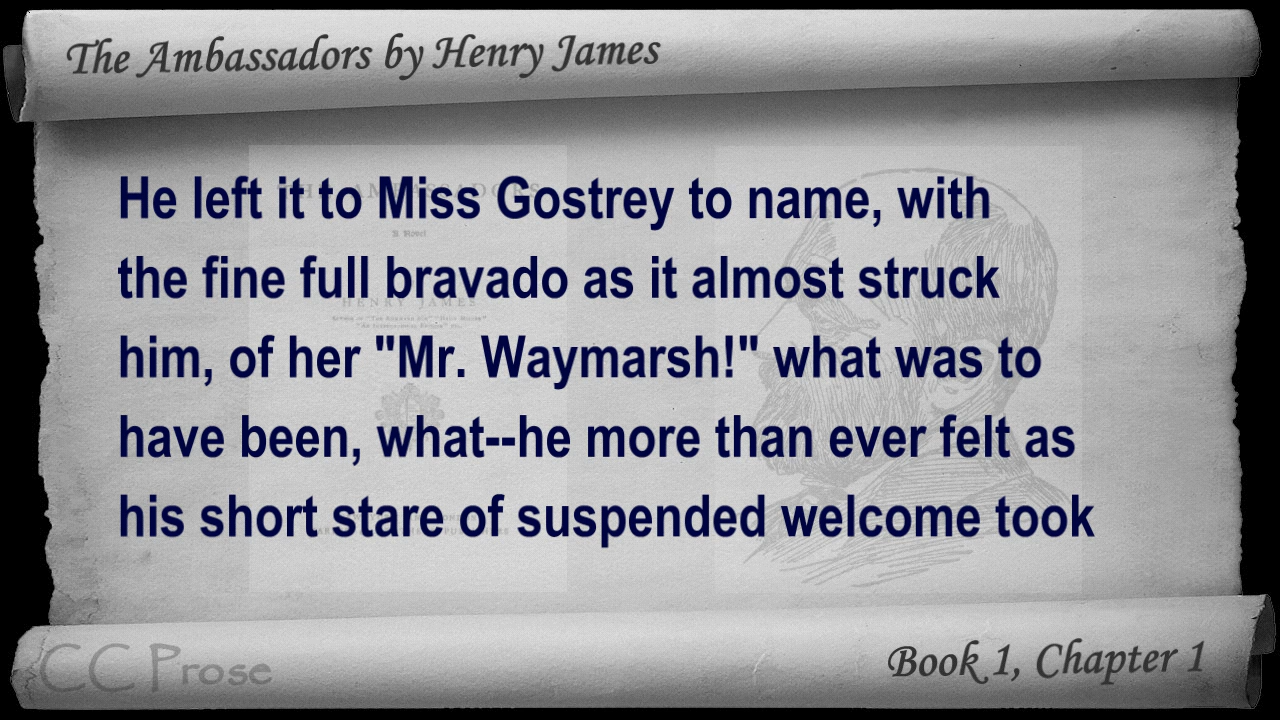 The Ambassadors by Henry James
He left it to Miss Gostrey to name, with
the fine full bravado as it almost struck
him, of her "Mr. Waymarsh!" what was to
have been, what--he more than ever felt as
his short stare of suspended welcome took
CC Prose
Book 1, Chapter 1